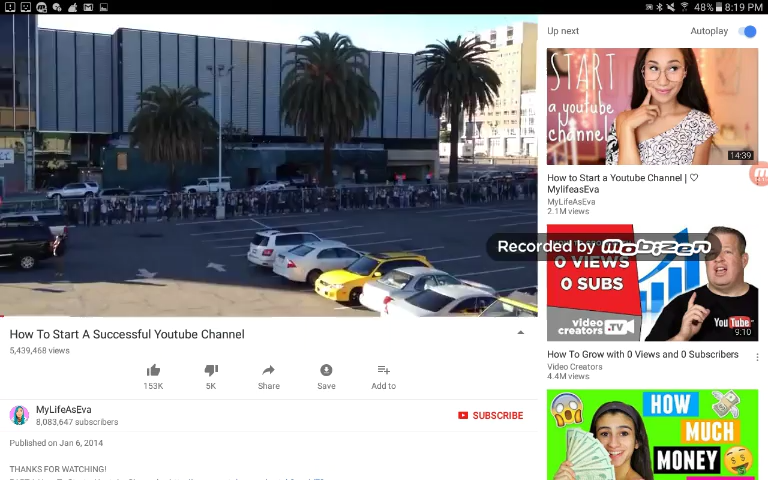 48% 8:19 PM
Up next
Autoplay
START
a youtube
channel
14:39
How to Start a Youtube Channel | ♡
MylifeasEva
MyLifeAsEva
2.1M views
Recorded by Mobizen
0 VIEWS
0 SUBS
video
creators TV
You Tube
9:10
How To Grow with 0 Views and 0 Subscribers
Video Creators
4.4M views
HOW
MUCH
MONEY
How To Start A Successful Youtube Channel
5,439,468 views
153K
5K
Share
Save
Add to
MyLifeAsEva
8,083,647 subscribers
SUBSCRIBE
Published on Jan 6, 2014
THANKS FOR WATCHING!